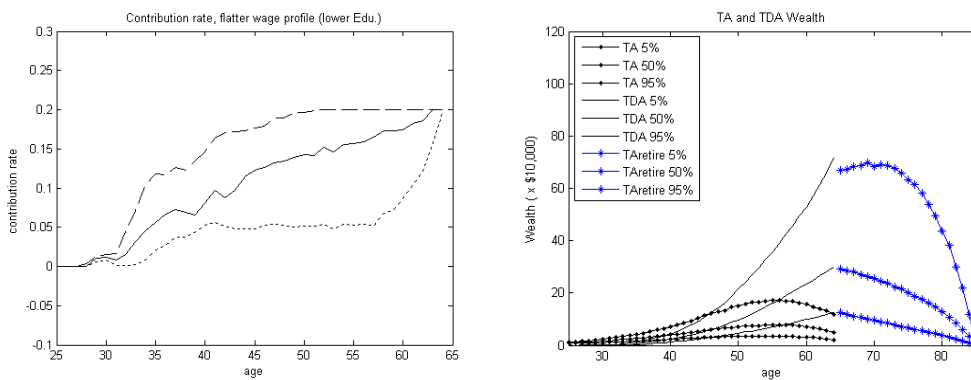 Contribution rate, flatter wage profile (lower Edu.)
0.3
0.25
0.2
0.15
0.1
0.05
0
-0.05
-0.1
contribution rate
25 30 35 40 45 50 55 60 65
age
TA and TDA Wealth
120
100
80
60
40
20
0
Wealth ( x $10,000)
TA 5%
TA 50%
TA 95%
TDA 5%
TDA 50%
TDA 95%
TAretire 5%
TAretire 50%
TAretire 95%
30 40 50 60 70 80
age